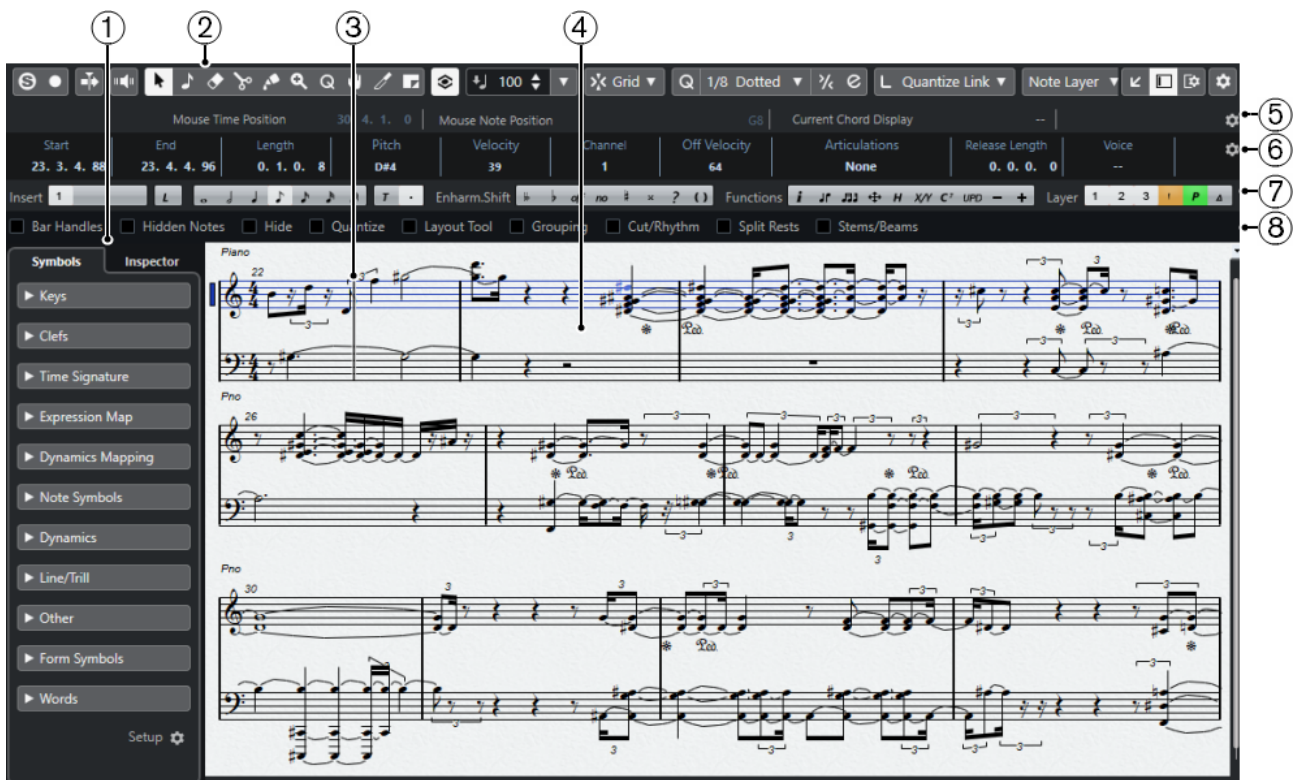 1 2 3 4
100 Grid Q 1/8 Dotted L Quantize Link Note Layer
Mouse Time Position 30. 4. 1. 0 Mouse Note Position G8 Current Chord Display -- 5
Start End Length Pitch Velocity Channel Off Velocity Articulations Release Length Voice 6
23. 3. 4. 88 23. 4. 4. 96 0. 1. 0. 8 D#4 39 1 64 None 0. 0. 0. 0 --
Insert 1 L T . Enharm.Shift off no ? ( ) Functions i H X/Y C7 UPD - + Layer 1 2 3 ! P Δ 7
Bar Handles Hidden Notes Hide Quantize Layout Tool Grouping Cut/Rhythm Split Rests Stems/Beams 8
Symbols Inspector
Keys
Clefs
Time Signature
Expression Map
Dynamics Mapping
Note Symbols
Dynamics
Line/Trill
Other
Form Symbols
Words
Setup
Piano
22
Pno
26
Pno
30